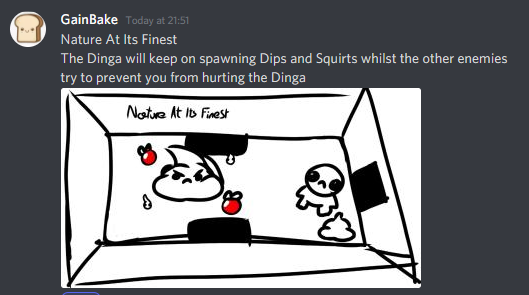 GainBake Today at 21:51
Nature At Its Finest
The Dinga will keep on spawning Dips and Squirts whilst the other enemies
try to prevent you from hurting the Dinga
Nature At Its Finest